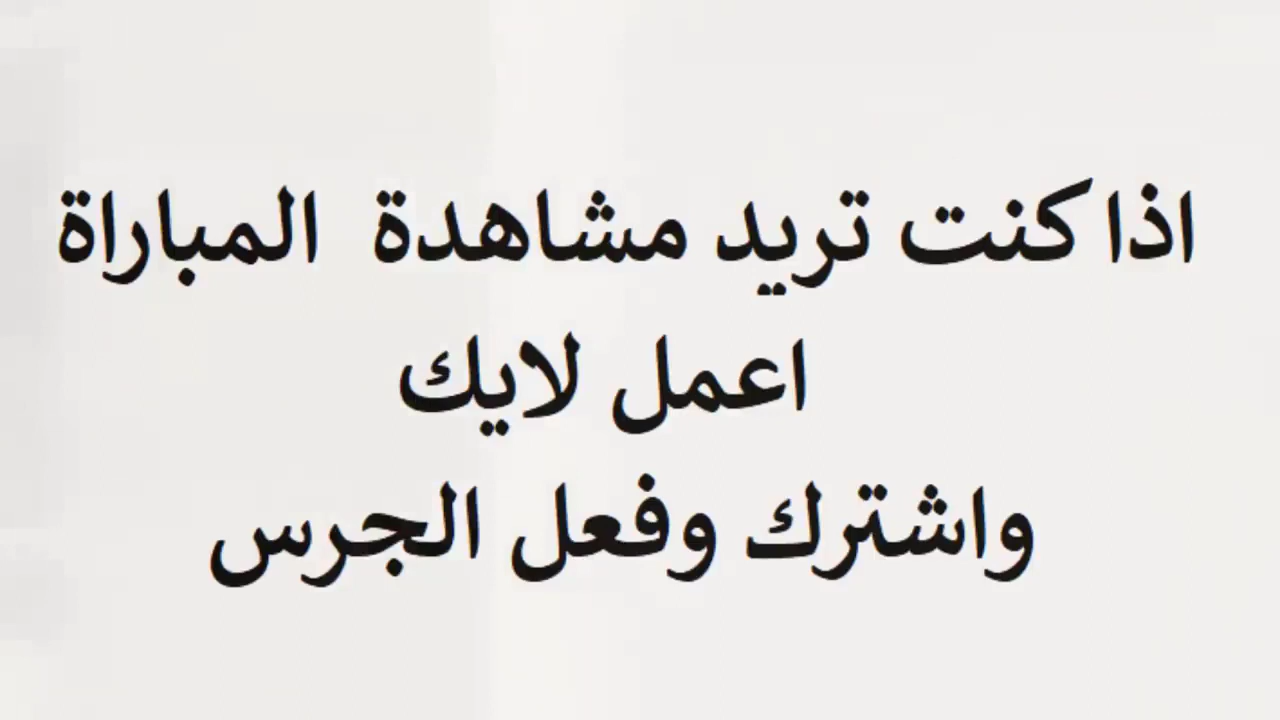 اذا كنت تريد مشاهدة المباراة
اعمل لايك
واشترك وفعل الجرس